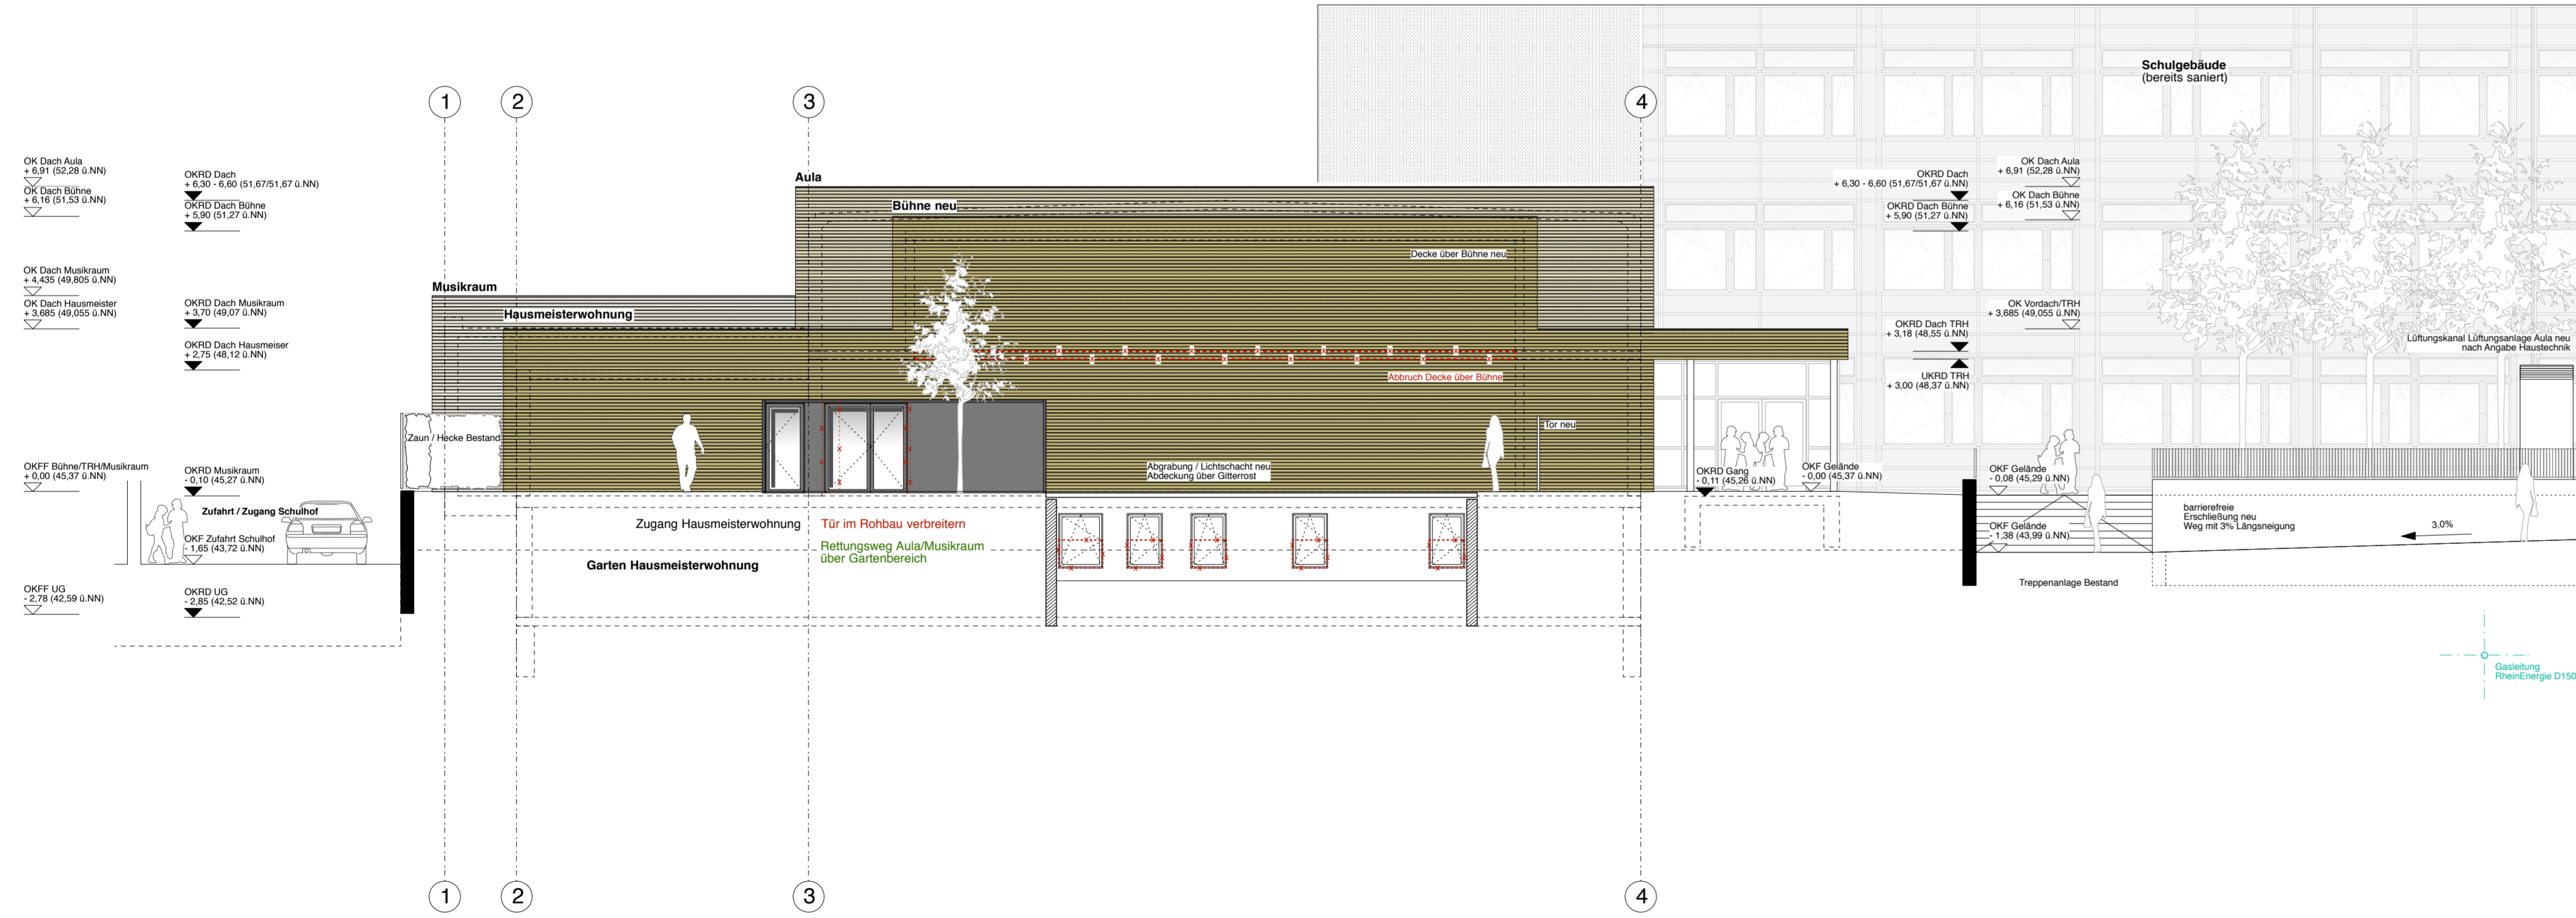 Schulgebäude
(bereits saniert)
1
2
3
4
OK Dach Aula
+ 6,91 (52,28 ü.NN)
OK Dach Bühne
+ 6,16 (51,53 ü.NN)
OKRD Dach
+ 6,30 - 6,60 (51,67/51,67 ü.NN)
OKRD Dach Bühne
+ 5,90 (51,27 ü.NN)
OK Dach Musikraum
+ 4,435 (49,805 ü.NN)
OK Dach Hausmeister
+ 3,685 (49,055 ü.NN)
OKRD Dach Musikraum
+ 3,70 (49,07 ü.NN)
OKRD Dach Hausmeiser
+ 2,75 (48,12 ü.NN)
OKFF Bühne/TRH/Musikraum
+ 0,00 (45,37 ü.NN)
OKRD Musikraum
- 0,10 (45,27 ü.NN)
Zufahrt / Zugang Schulhof
OKF Zufahrt Schulhof
- 1,65 (43,72 ü.NN)
OKFF UG
- 2,78 (42,59 ü.NN)
OKRD UG
- 2,85 (42,52 ü.NN)
Aula
Bühne neu
Musikraum
Hausmeisterwohnung
Decke über Bühne neu
Abbruch Decke über Bühne
Zaun / Hecke Bestand
Tor neu
Abgrabung / Lichtschacht neu
Abdeckung über Gitterrost
Zugang Hausmeisterwohnung
Tür im Rohbau verbreitern
Rettungsweg Aula/Musikraum
über Gartenbereich
Garten Hausmeisterwohnung
OKRD Dach
+ 6,30 - 6,60 (51,67/51,67 ü.NN)
OKRD Dach Bühne
+ 5,90 (51,27 ü.NN)
OK Dach Aula
+ 6,91 (52,28 ü.NN)
OK Dach Bühne
+ 6,16 (51,53 ü.NN)
OK Vordach/TRH
+ 3,685 (49,055 ü.NN)
OKRD Dach TRH
+ 3,18 (48,55 ü.NN)
UKRD TRH
+ 3,00 (48,37 ü.NN)
Lüftungskanal Lüftungsanlage Aula neu
nach Angabe Haustechnik
OKRD Gang
- 0,11 (45,26 ü.NN)
OKF Gelände
- 0,00 (45,37 ü.NN)
OKF Gelände
- 0,08 (45,29 ü.NN)
OKF Gelände
- 1,38 (43,99 ü.NN)
barrierefreie
Erschließung neu
Weg mit 3% Längsneigung
3,0%
Treppenanlage Bestand
Gasleitung
RheinEnergie D150
1
2
3
4